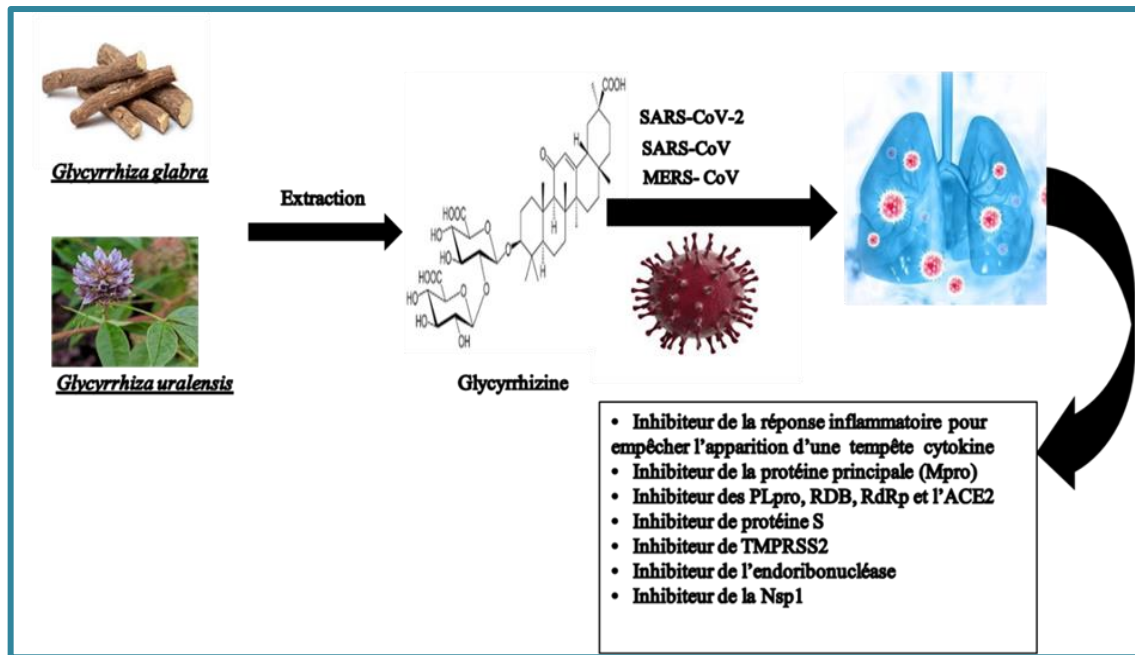 Glycyrrhiza glabra
Extraction
Glycyrrhiza uralensis
COOH
H
O
H
HOOC
HO
HO
O
O
H
HOOC
O
O
HO
HO
OH
Glycyrrhizine
SARS-CoV-2
SARS-CoV
MERS- CoV
• Inhibiteur de la réponse inflammatoire pour
empêcher l’apparition d’une tempête cytokine
• Inhibiteur de la protéine principale (Mpro)
• Inhibiteur des PLpro, RDB, RdRp et l’ACE2
• Inhibiteur de protéine S
• Inhibiteur de TMPRSS2
• Inhibiteur de l’endoribonucléase
• Inhibiteur de la Nsp1